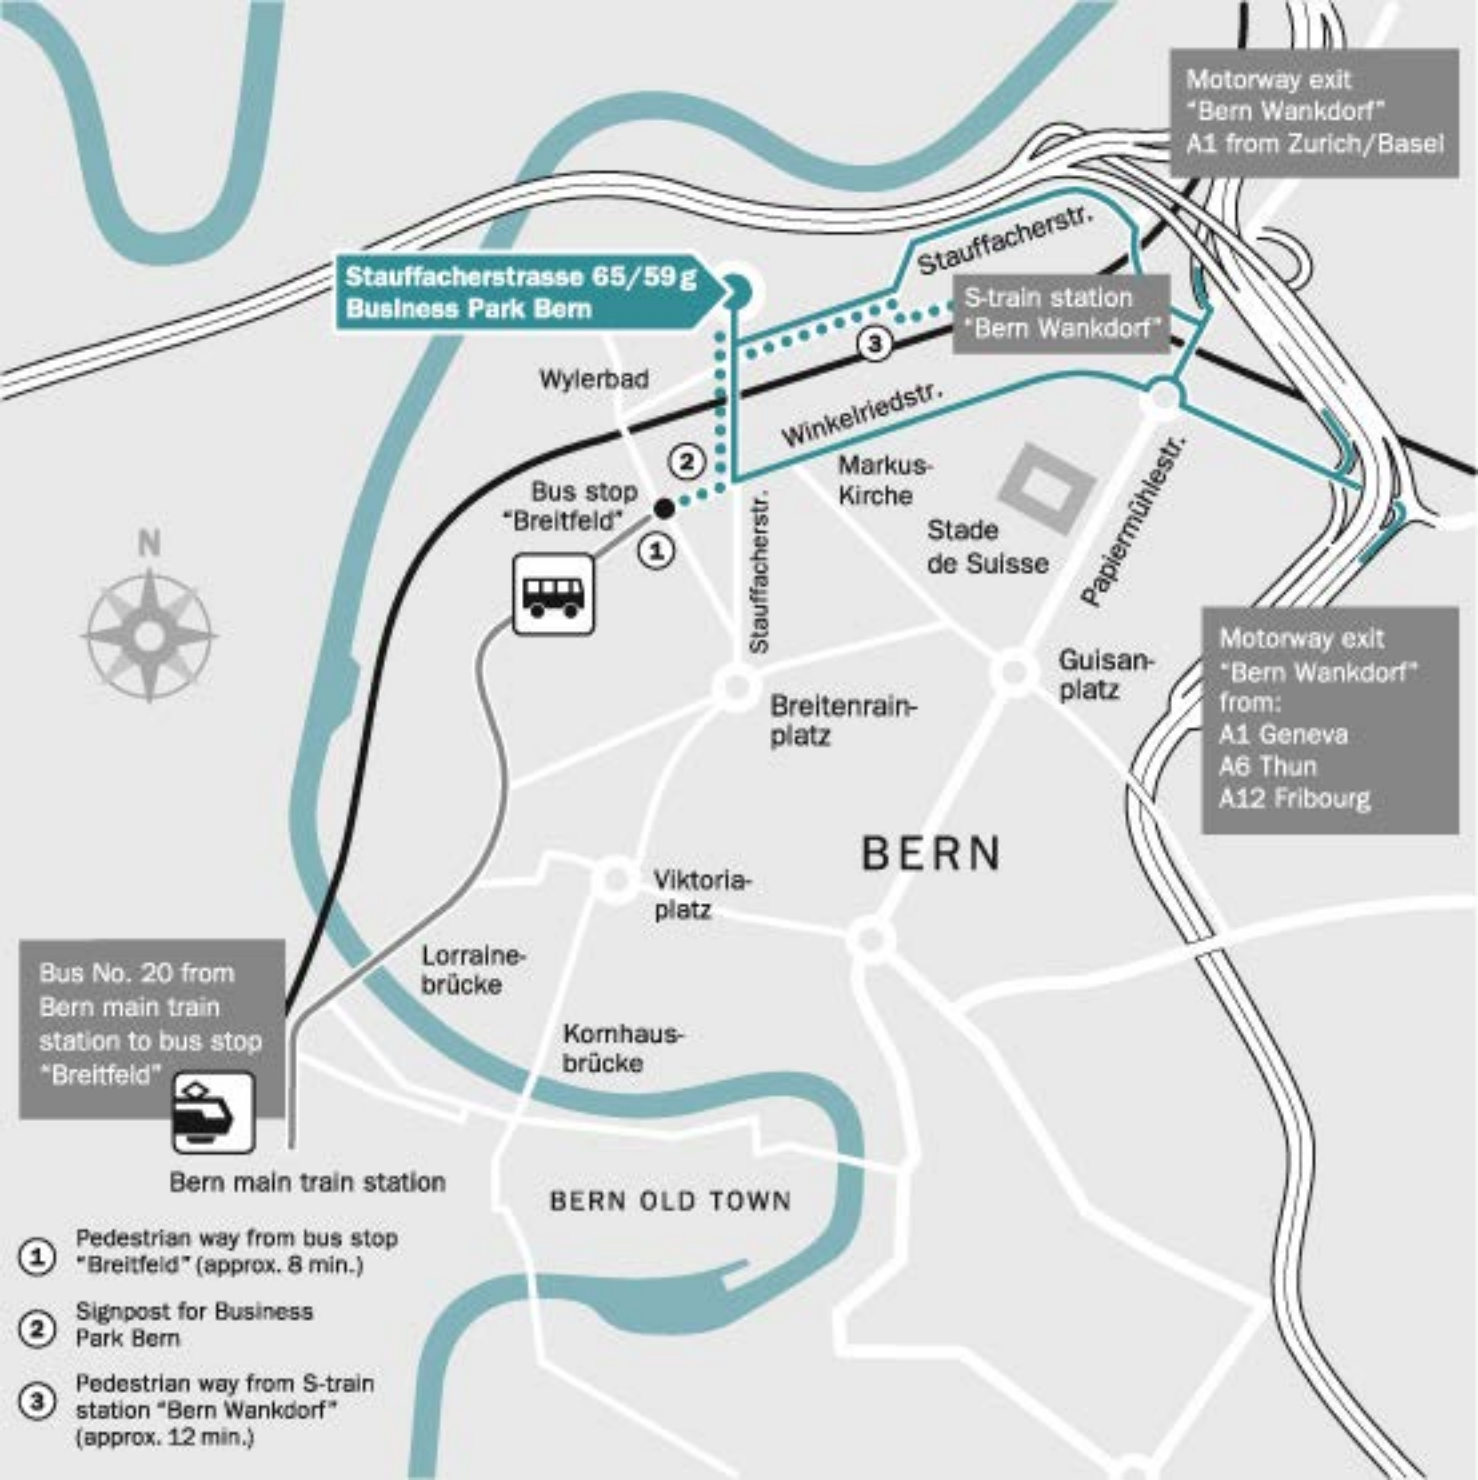 Motorway exit
"Bern Wankdorf"
A1 from Zurich/Basel
Stauffacherstr.
Stauffacherstrasse 65/59 g
Business Park Bern
S-train station
"Bern Wankdorf"
3
Wylerbad
Winkelriedstr.
2
Markus-
Kirche
Bus stop
"Breitfeld"
1
Stade
de Suisse
Papiermühlestr.
Stauffacherstr.
N
Motorway exit
"Bern Wankdorf"
from:
A1 Geneva
A6 Thun
A12 Fribourg
Guisan-
platz
Breitenrain-
platz
BERN
Viktoria-
platz
Lorraine-
brücke
Bus No. 20 from
Bern main train
station to bus stop
"Breitfeld"
Kornhaus-
brücke
Bern main train station
BERN OLD TOWN
1 Pedestrian way from bus stop
"Breitfeld" (approx. 8 min.)
2 Signpost for Business
Park Bern
3 Pedestrian way from S-train
station "Bern Wankdorf"
(approx. 12 min.)